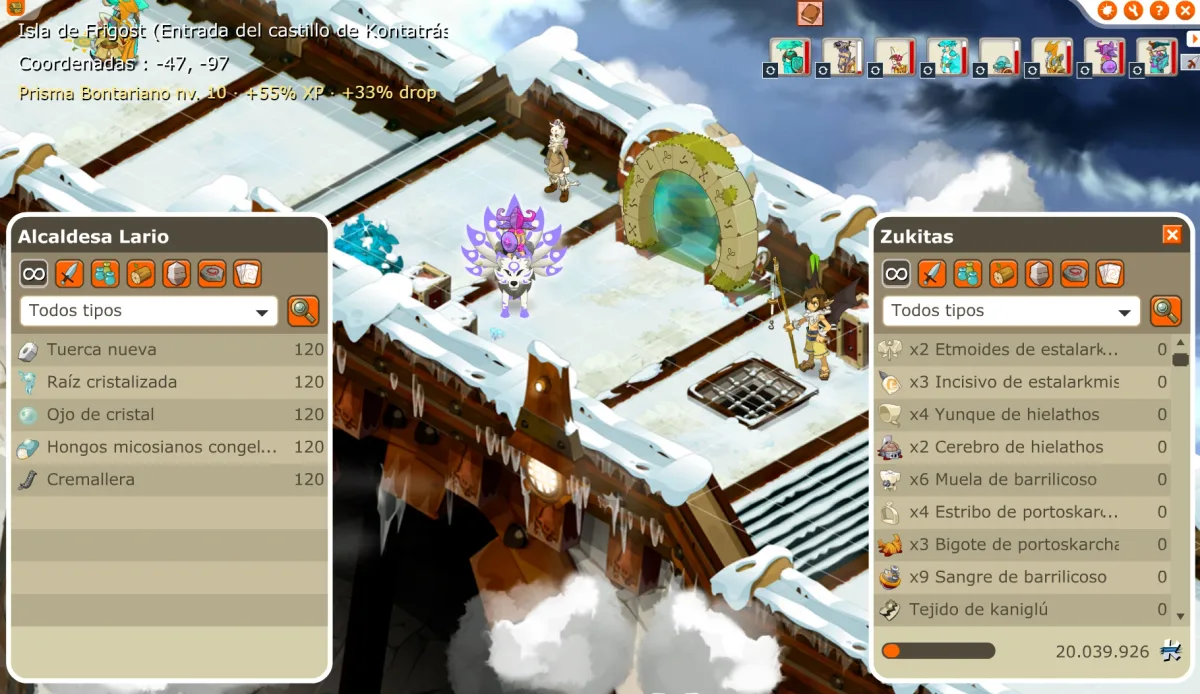 Isla de Frigost (Entrada del castillo de Kontatrás
Coordenadas : -47, -97
Prisma Bontariano nv. 10 · +55% XP · +33% drop
Alcaldesa Lario
Todos tipos
Tuerca nueva 120
Raíz cristalizada 120
Ojo de cristal 120
Hongos micosianos congel... 120
Cremallera 120
Zukitas
Todos tipos
x2 Etmoides de estalark... 0
x3 Incisivo de estalarkmis 0
x4 Yunque de hielathos 0
x2 Cerebro de hielathos 0
x6 Muela de barrilicoso 0
x4 Estribo de portoskar... 0
x3 Bigote de portoskarcha 0
x9 Sangre de barrilicoso 0
Tejido de kaniglú 0
20.039.926